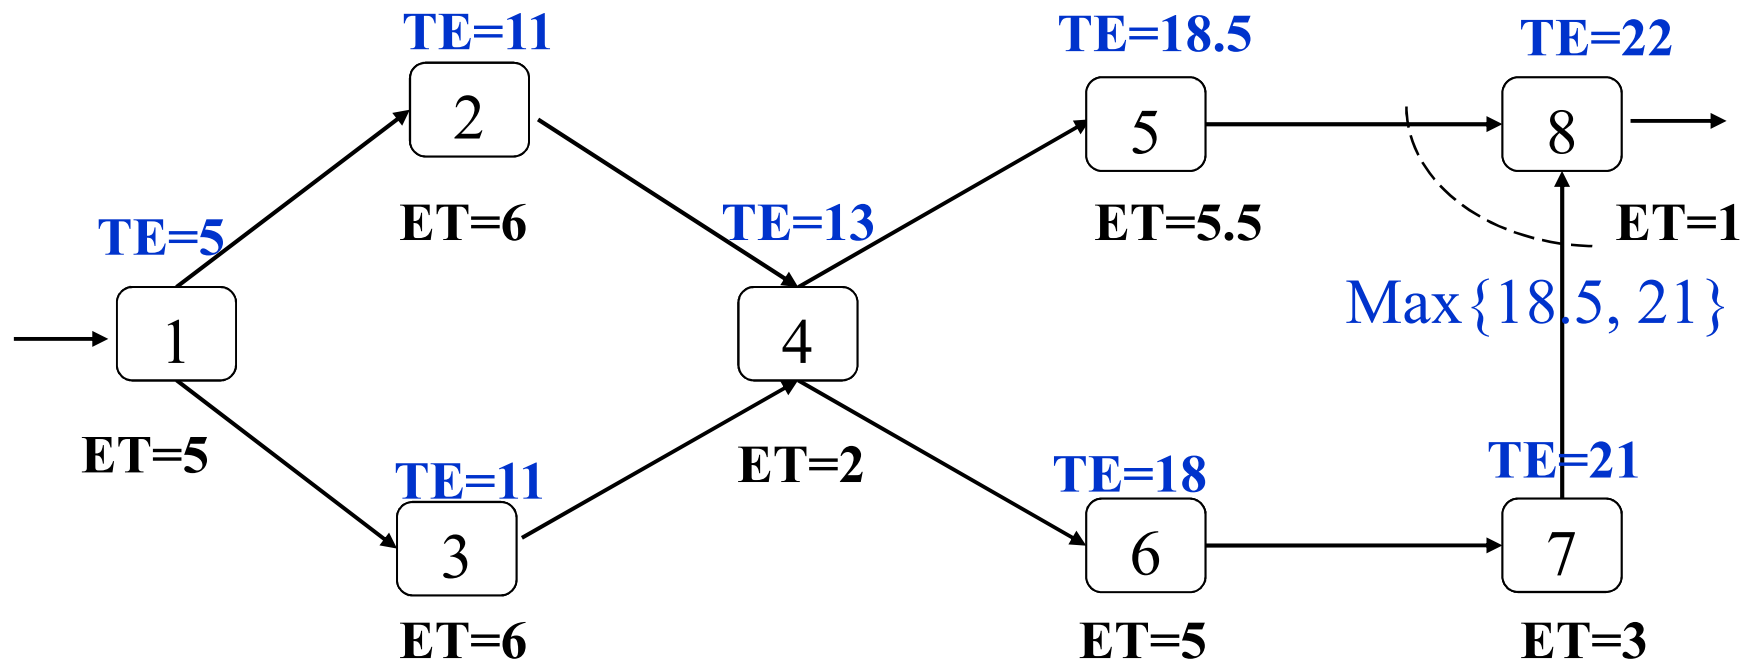 TE=11
TE=18.5
TE=22
2
5
8
ET=6
ET=5.5
ET=1
TE=5
TE=13
Max{18.5, 21}
1
4
ET=5
ET=2
TE=11
TE=18
TE=21
3
6
7
ET=6
ET=5
ET=3